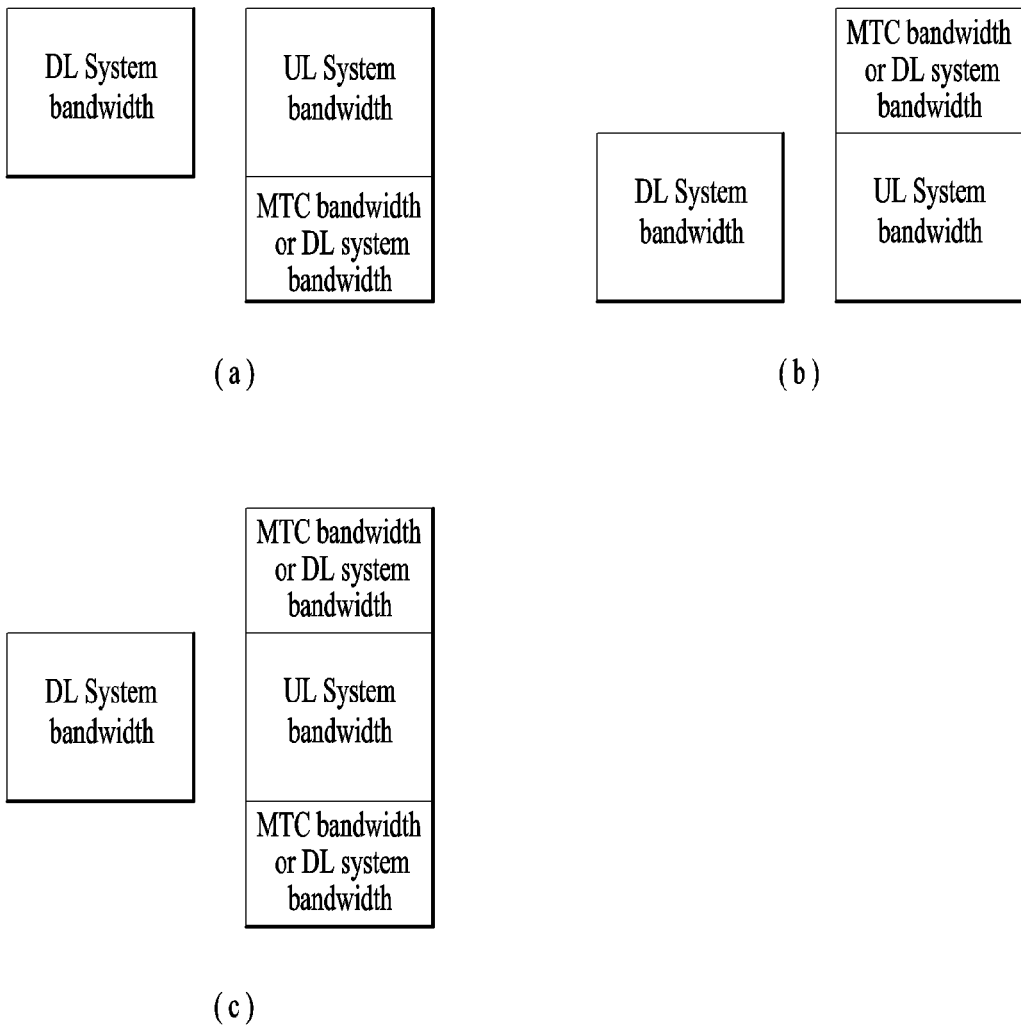 DL System
bandwidth
UL System
bandwidth
MTC bandwidth
or DL system
bandwidth
(a)
MTC bandwidth
or DL system
bandwidth
DL System
bandwidth
UL System
bandwidth
(b)
MTC bandwidth
or DL system
bandwidth
DL System
bandwidth
UL System
bandwidth
MTC bandwidth
or DL system
bandwidth
(c)